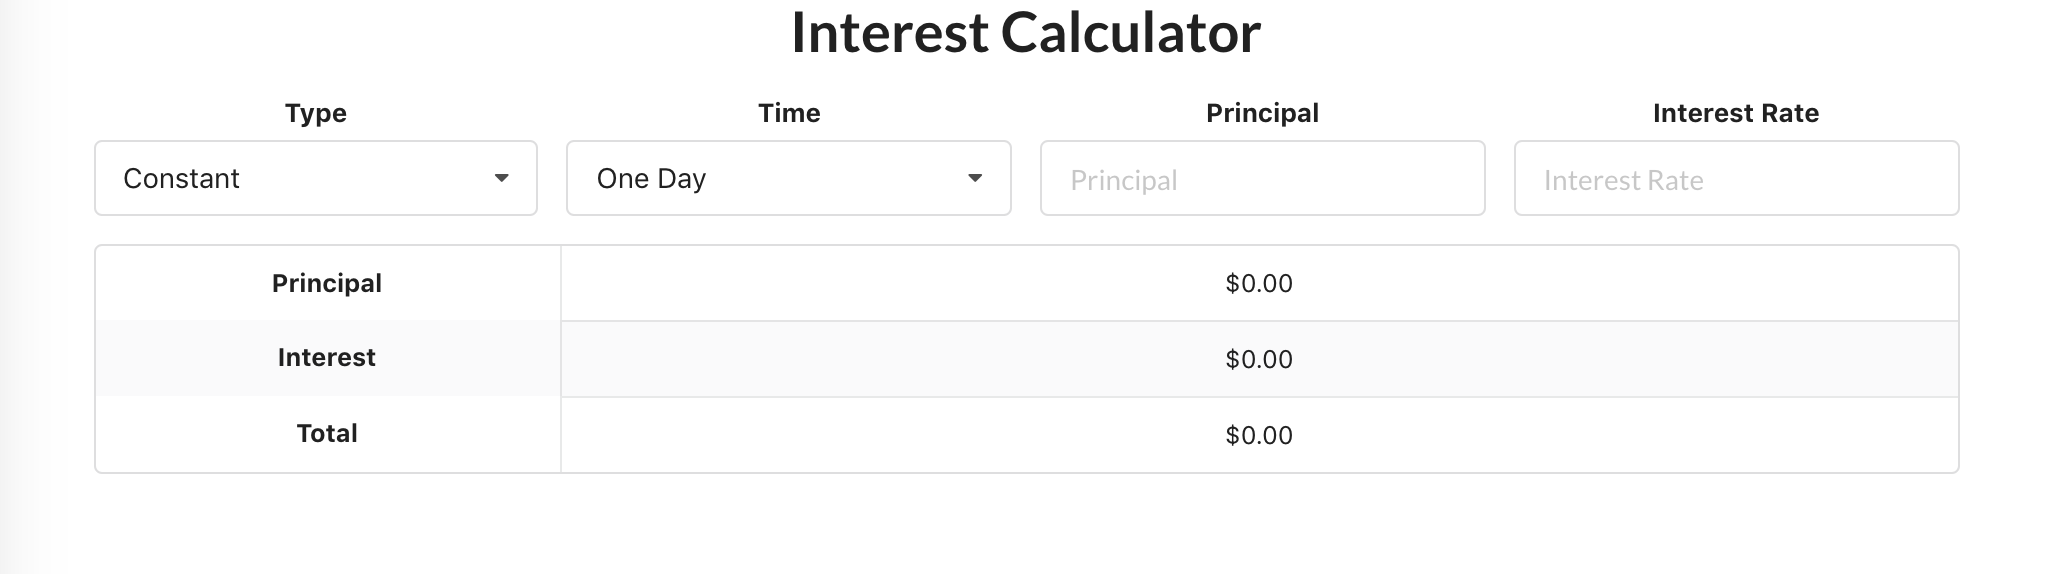 Interest Calculator
Type Time Principal Interest Rate
Constant One Day Principal Interest Rate
Principal $0.00
Interest $0.00
Total $0.00